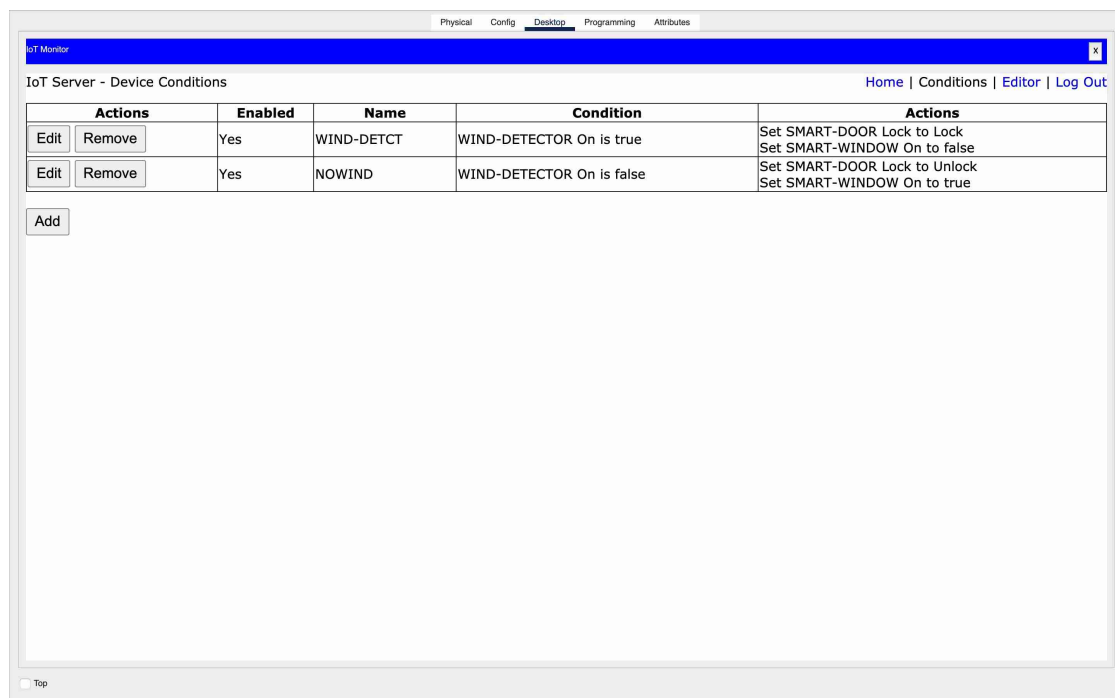 Physical Config Desktop Programming Attributes
IoT Monitor X
IoT Server - Device Conditions Home | Conditions | Editor | Log Out
Actions Enabled Name Condition Actions
Edit Remove Yes WIND-DETCT WIND-DETECTOR On is true Set SMART-DOOR Lock to Lock
Set SMART-WINDOW On to false
Edit Remove Yes NOWIND WIND-DETECTOR On is false Set SMART-DOOR Lock to Unlock
Set SMART-WINDOW On to true
Add
Top